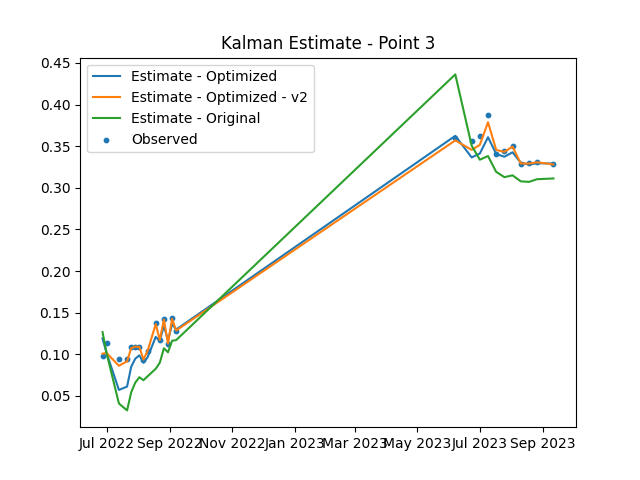 Kalman Estimate - Point 3
Estimate - Optimized
Estimate - Optimized - v2
Estimate - Original
Observed
0.45
0.40
0.35
0.30
0.25
0.20
0.15
0.10
0.05
Jul 2022 Sep 2022 Nov 2022 Jan 2023 Mar 2023 May 2023 Jul 2023 Sep 2023